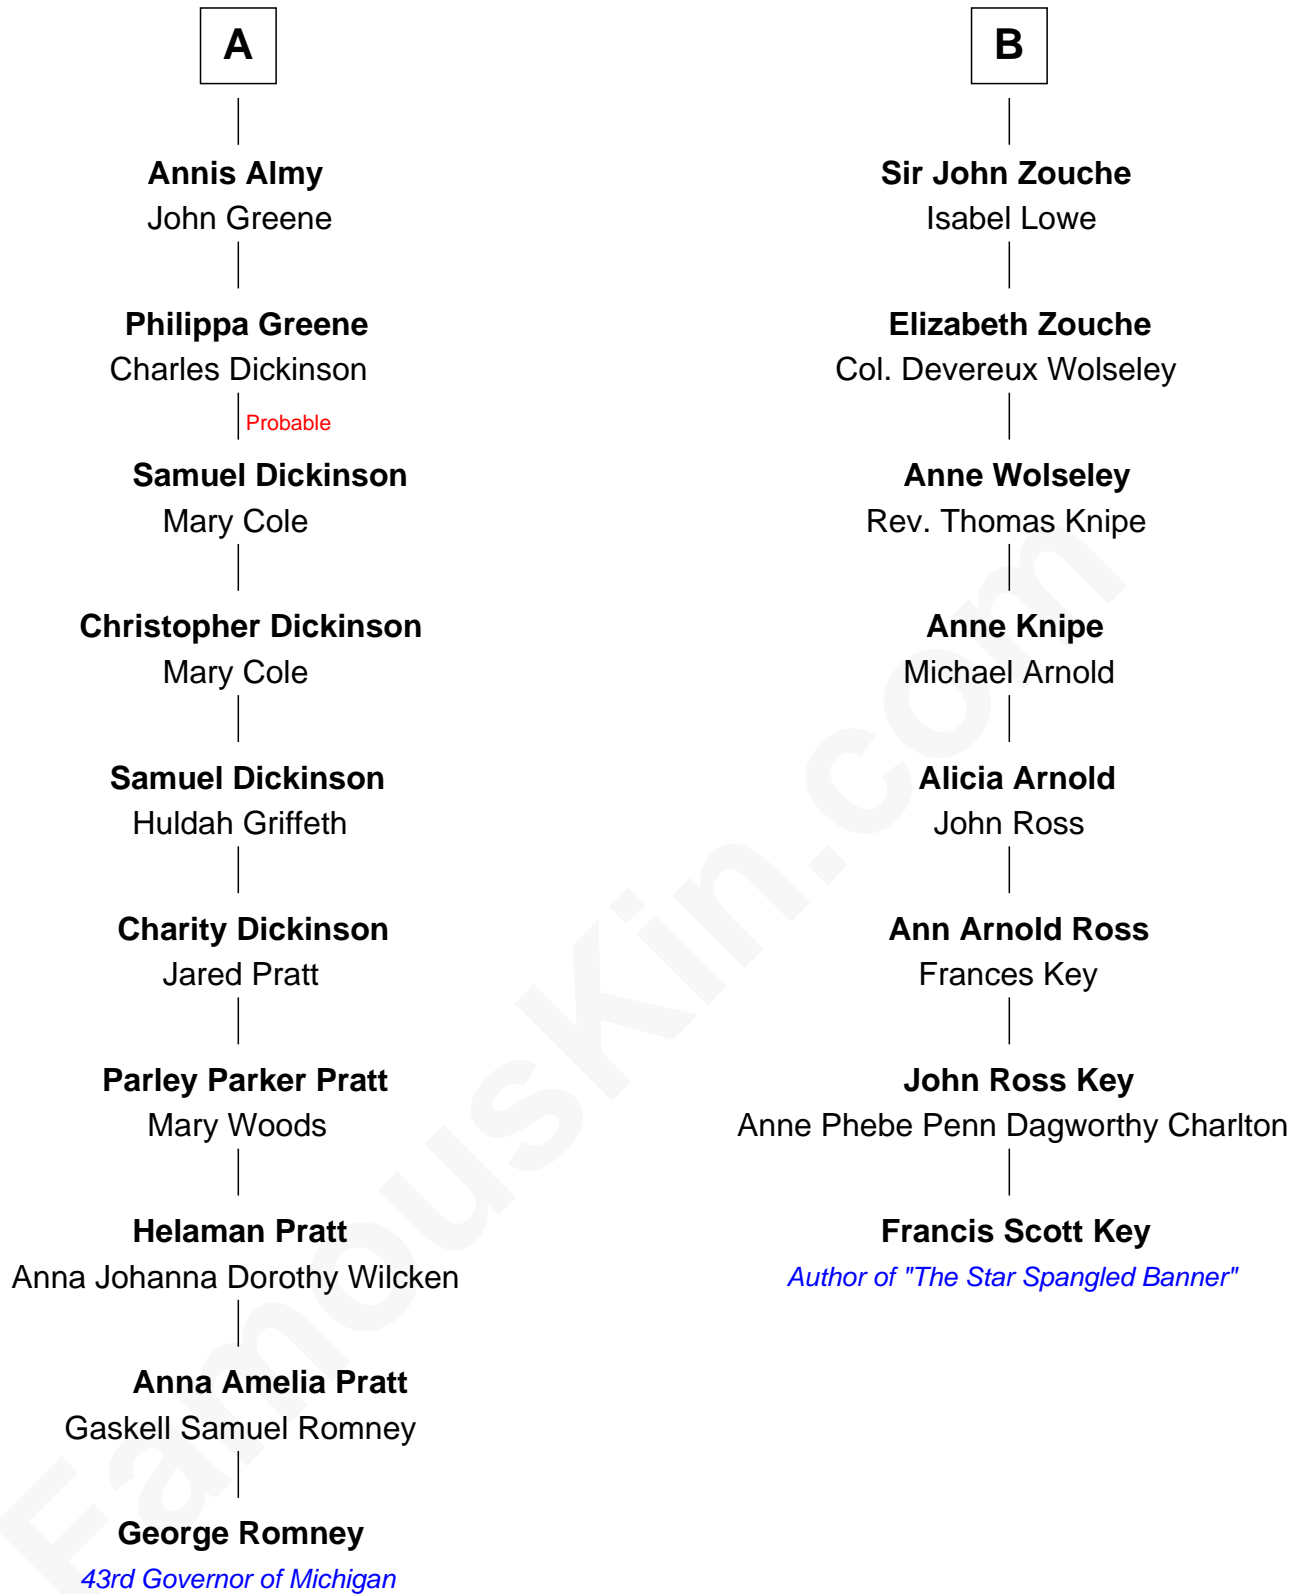 A
Annis Almy
John Greene
Philippa Greene
Charles Dickinson
Probable
Samuel Dickinson
Mary Cole
Christopher Dickinson
Mary Cole
Samuel Dickinson
Huldah Griffeth
Charity Dickinson
Jared Pratt
Parley Parker Pratt
Mary Woods
Helaman Pratt
Anna Johanna Dorothy Wilcken
Anna Amelia Pratt
Gaskell Samuel Romney
George Romney
43rd Governor of Michigan
B
Sir John Zouche
Isabel Lowe
Elizabeth Zouche
Col. Devereux Wolseley
Anne Wolseley
Rev. Thomas Knipe
Anne Knipe
Michael Arnold
Alicia Arnold
John Ross
Ann Arnold Ross
Frances Key
John Ross Key
Anne Phebe Penn Dagworthy Charlton
Francis Scott Key
Author of "The Star Spangled Banner"
FamousKin.com